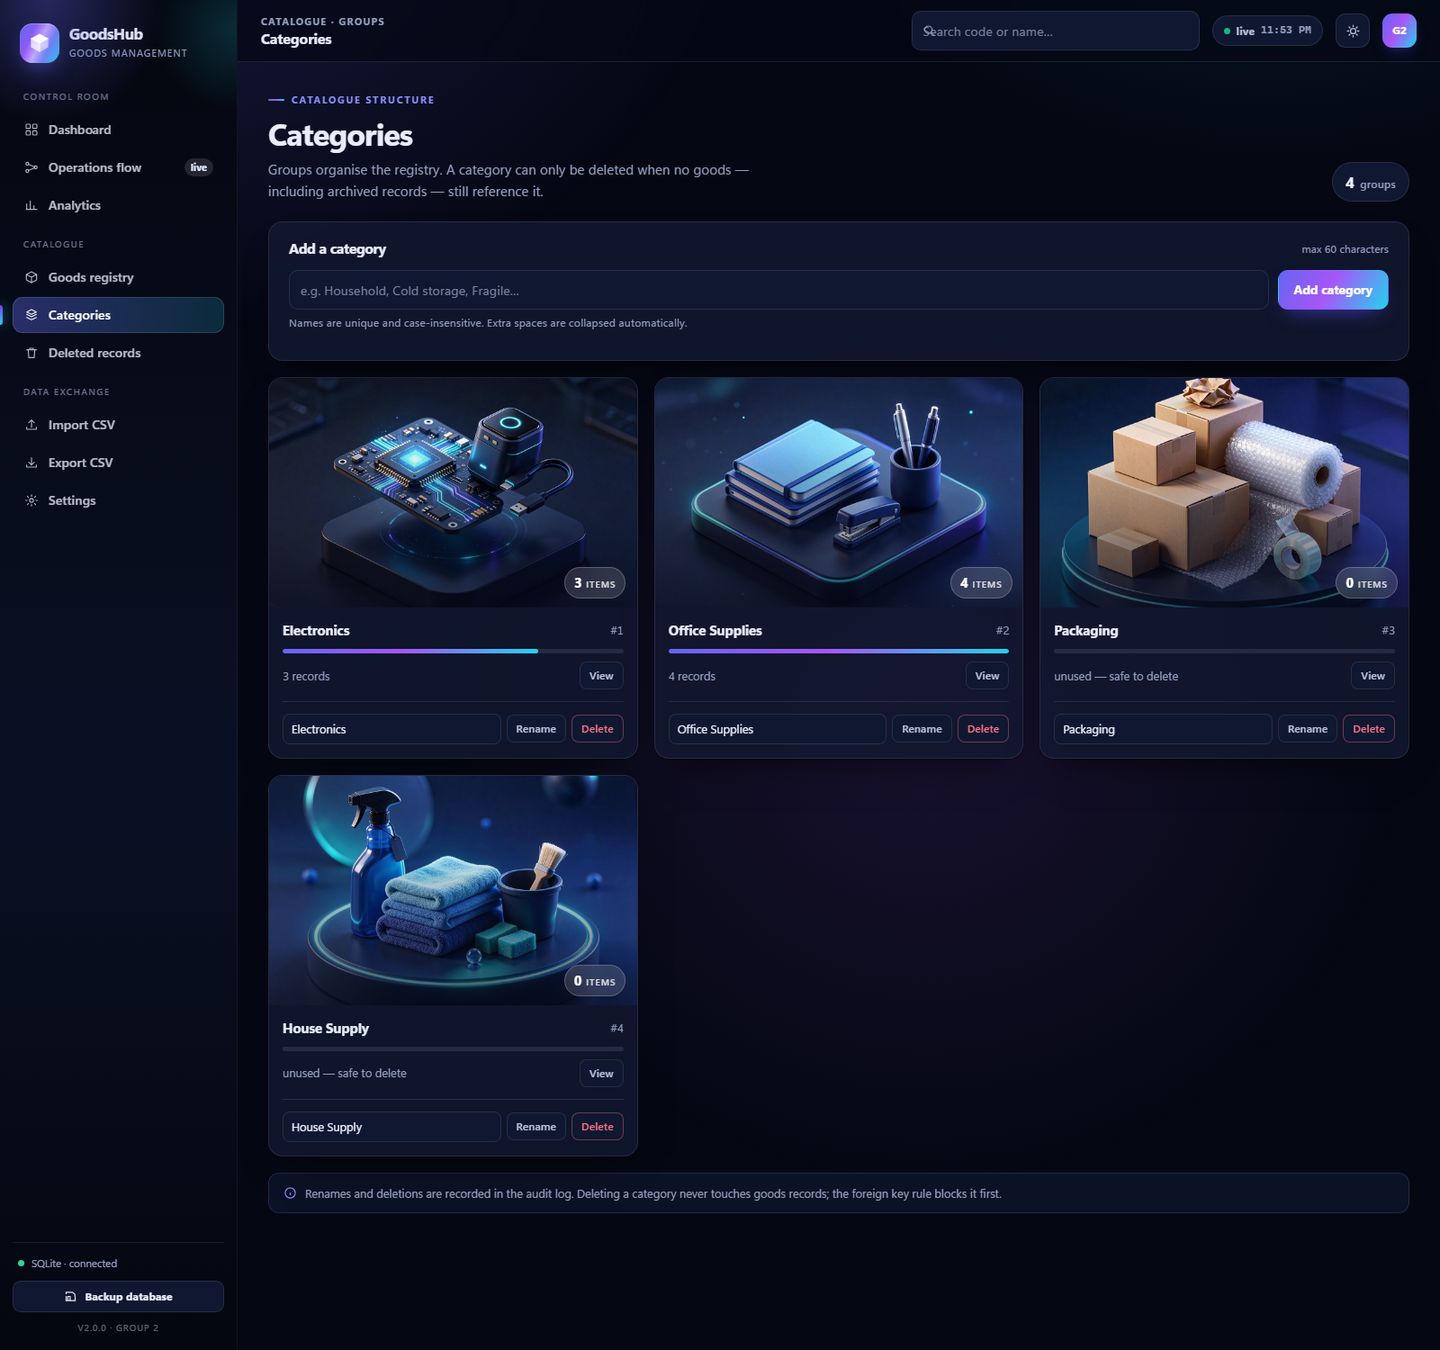 GoodsHub
GOODS MANAGEMENT
CONTROL ROOM
Dashboard
Operations flow live
Analytics
CATALOGUE
Goods registry
Categories
Deleted records
DATA EXCHANGE
Import CSV
Export CSV
Settings
SQLite · connected
Backup database
V2.0.0 · GROUP 2
CATALOGUE · GROUPS
Categories
Search code or name...
live 11:53 PM
G2
CATALOGUE STRUCTURE
Categories
Groups organise the registry. A category can only be deleted when no goods —
including archived records — still reference it.
4 groups
Add a category
max 60 characters
e.g. Household, Cold storage, Fragile...
Add category
Names are unique and case-insensitive. Extra spaces are collapsed automatically.
3 ITEMS
Electronics #1
3 records View
Electronics Rename Delete
4 ITEMS
Office Supplies #2
4 records View
Office Supplies Rename Delete
0 ITEMS
Packaging #3
unused — safe to delete View
Packaging Rename Delete
0 ITEMS
House Supply #4
unused — safe to delete View
House Supply Rename Delete
Renames and deletions are recorded in the audit log. Deleting a category never touches goods records; the foreign key rule blocks it first.